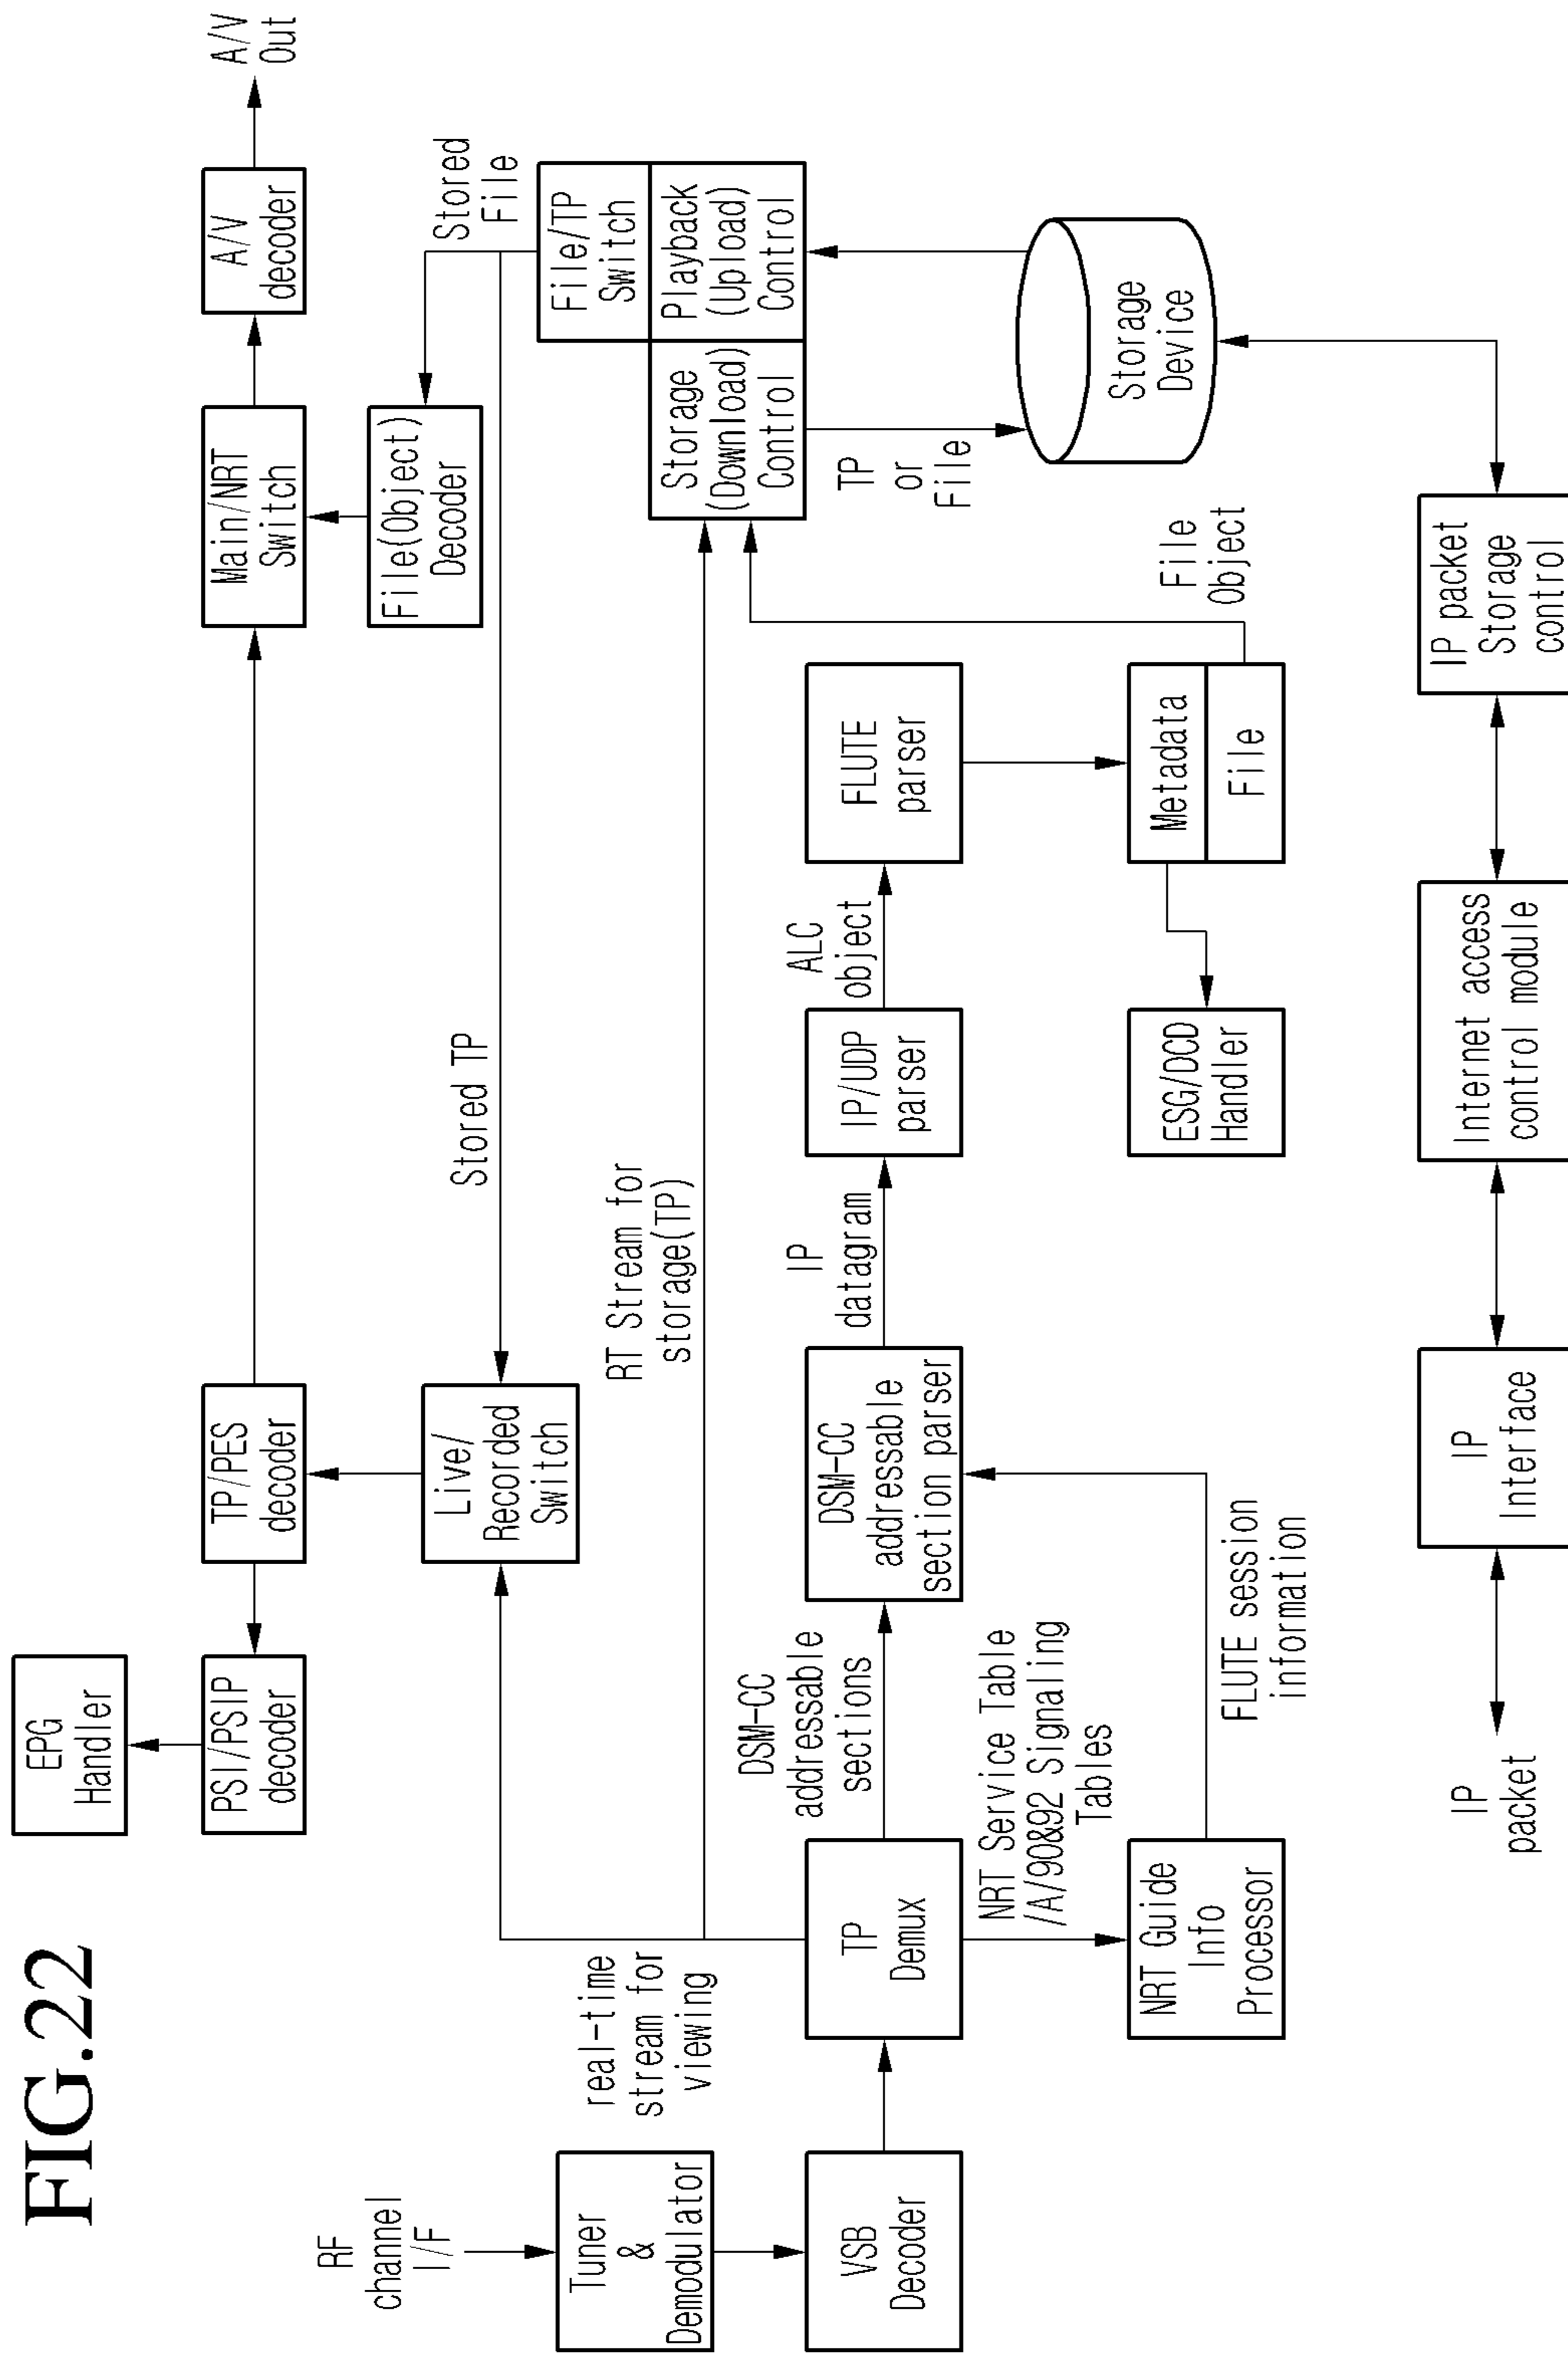 FIG.22
RF
channel
I/F
Tuner
&
Demodulator
VSB
Decoder
TP
Demux
real-time
stream for
viewing
RT Stream for
storage(TP)
Live/
Recorded
Switch
TP/PES
decoder
PSI/PSIP
decoder
EPG
Handler
Main/NRT
Switch
A/V
decoder
A/V
Out
File(Object)
Decoder
Stored
File
Stored TP
File/TP
Switch
Storage
(Download)
Control
Playback
(Upload)
Control
TP
or
File
Storage
Device
DSM-CC
addressable
sections
DSM-CC
addressable
section parser
IP
datagram
IP/UDP
parser
ALC
object
FLUTE
parser
Metadata
File
File
Object
ESG/DCD
Handler
NRT Service Table
/A/90&92 Signaling
Tables
NRT Guide
Info
Processor
FLUTE session
information
IP
packet
IP
Interface
Internet access
control module
IP packet
Storage
control